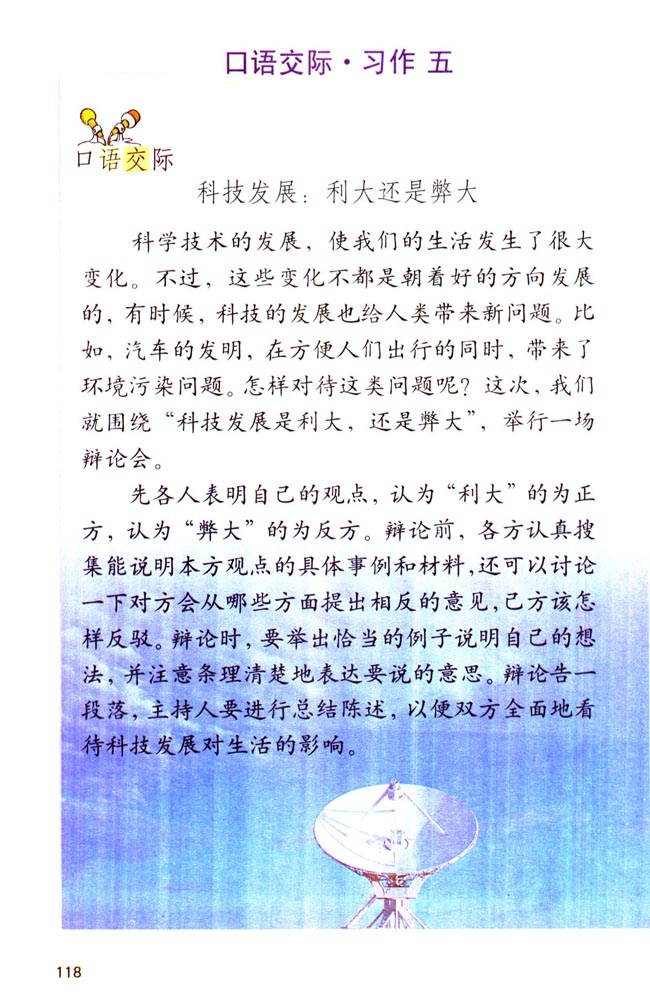 口语交际·习作 五
口语交际
科技发展：利大还是弊大
科学技术的发展，使我们的生活发生了很大
变化。不过，这些变化不都是朝着好的方向发展
的，有时候，科技的发展也给人类带来新问题。比
如，汽车的发明，在方便人们出行的同时，带来了
环境污染问题。怎样对待这类问题呢？这次，我们
就围绕“科技发展是利大，还是弊大”，举行一场
辩论会。
先各人表明自己的观点，认为“利大”的为正
方，认为“弊大”的为反方。辩论前，各方认真搜
集能说明本方观点的具体事例和材料，还可以讨论
一下对方会从哪些方面提出相反的意见，己方该怎
样反驳。辩论时，要举出恰当的例子说明自己的想
法，并注意条理清楚地表达要说的意思。辩论告一
段落，主持人要进行总结陈述，以便双方全面地看
待科技发展对生活的影响。
118